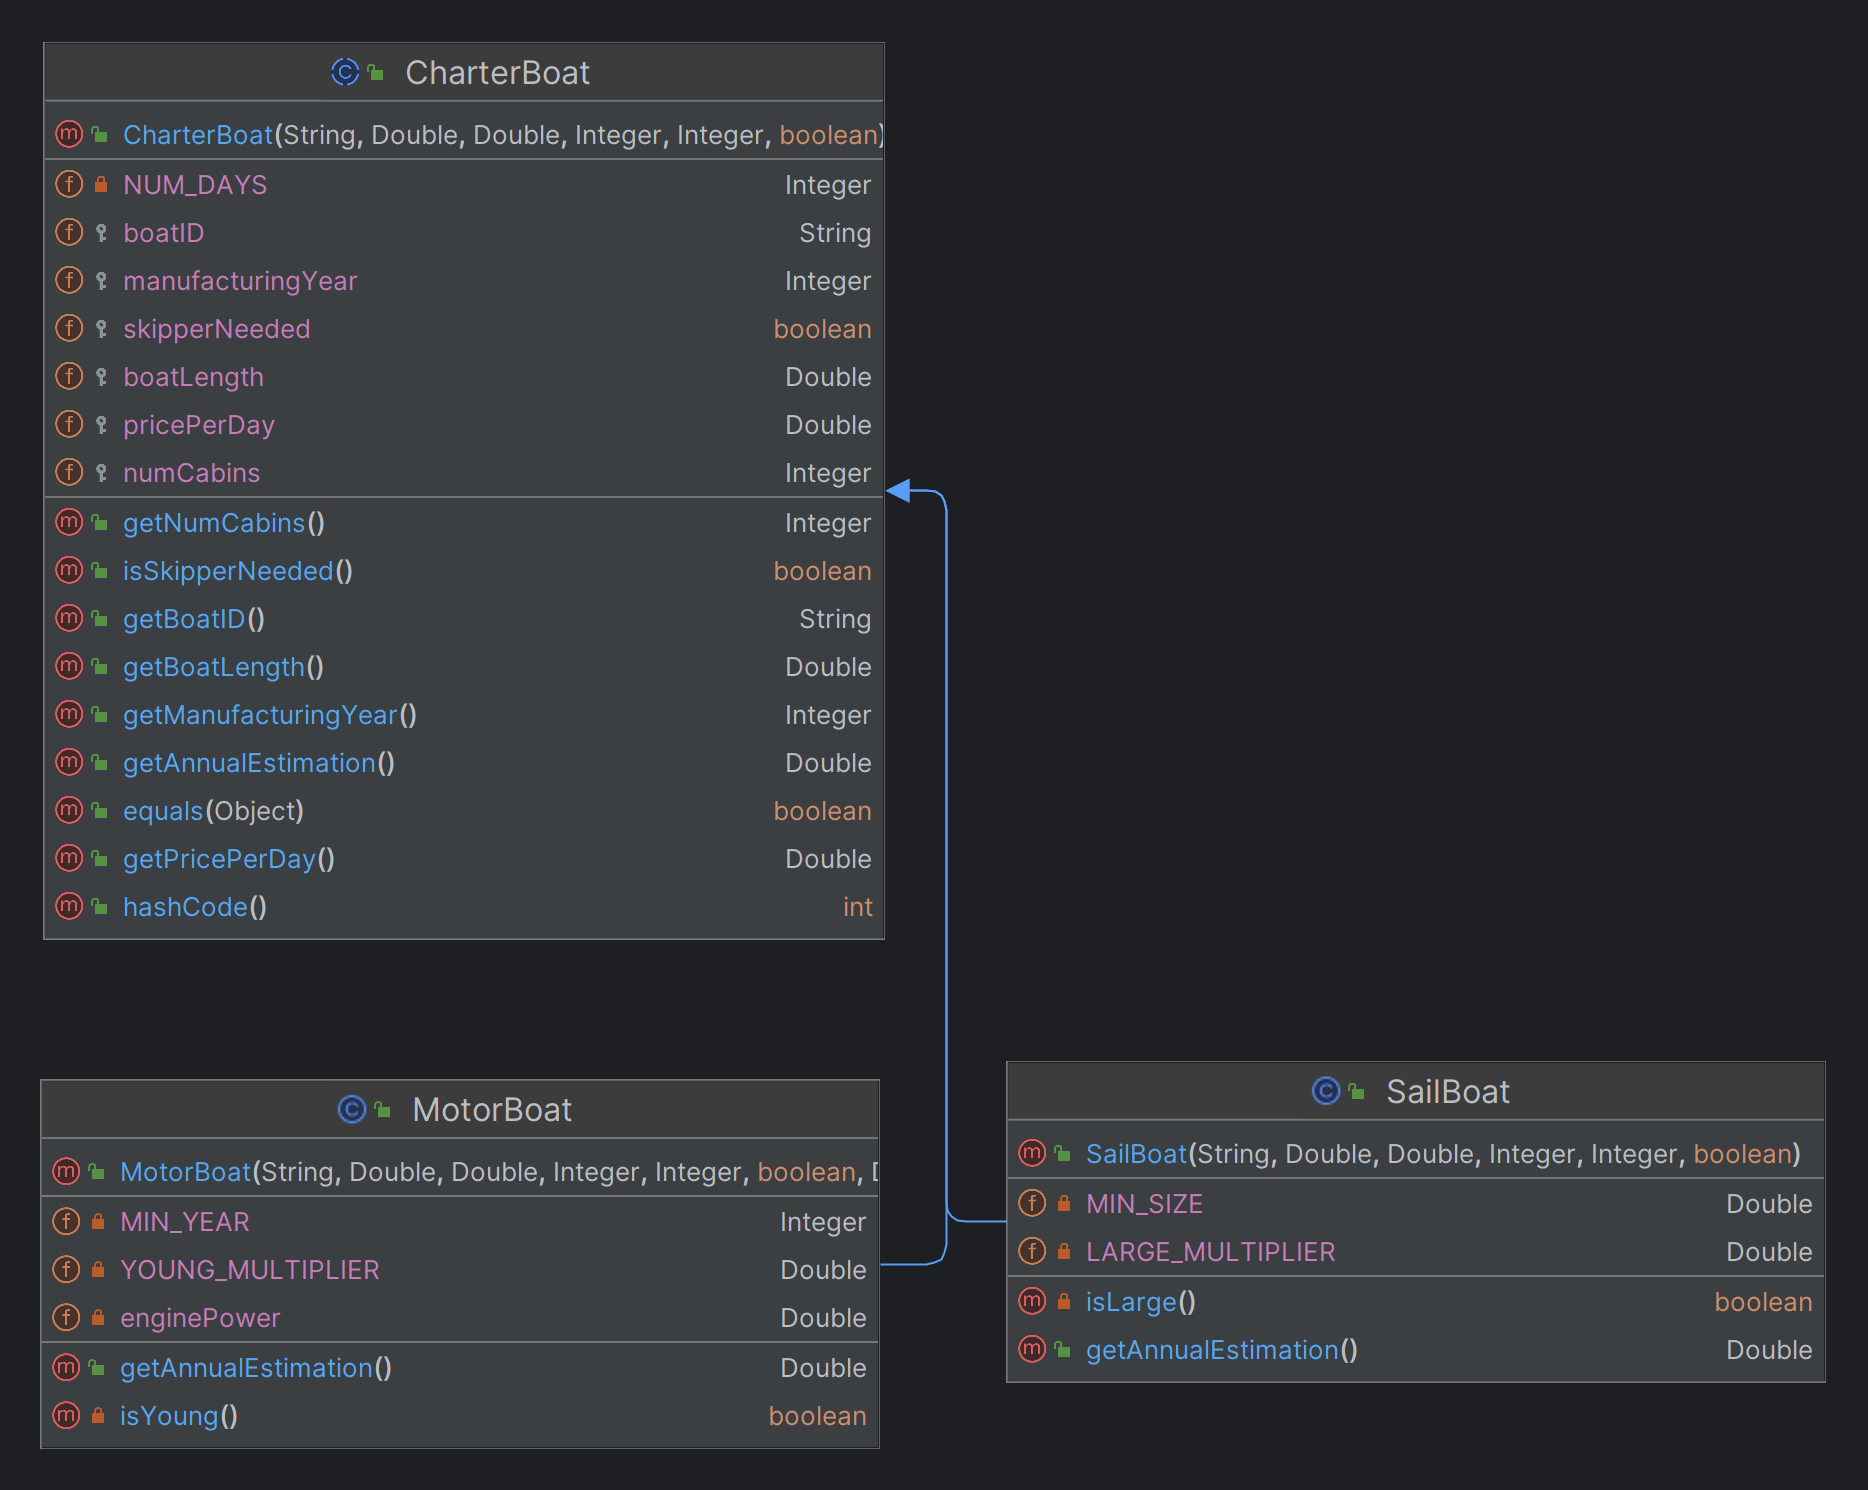 CharterBoat
CharterBoat(String, Double, Double, Integer, Integer, boolean)
NUM_DAYS Integer
boatID String
manufacturingYear Integer
skipperNeeded boolean
boatLength Double
pricePerDay Double
numCabins Integer
getNumCabins() Integer
isSkipperNeeded() boolean
getBoatID() String
getBoatLength() Double
getManufacturingYear() Integer
getAnnualEstimation() Double
equals(Object) boolean
getPricePerDay() Double
hashCode() int
MotorBoat
MotorBoat(String, Double, Double, Integer, Integer, boolean,
MIN_YEAR Integer
YOUNG_MULTIPLIER Double
enginePower Double
getAnnualEstimation() Double
isYoung() boolean
SailBoat
SailBoat(String, Double, Double, Integer, Integer, boolean)
MIN_SIZE Double
LARGE_MULTIPLIER Double
isLarge() boolean
getAnnualEstimation() Double